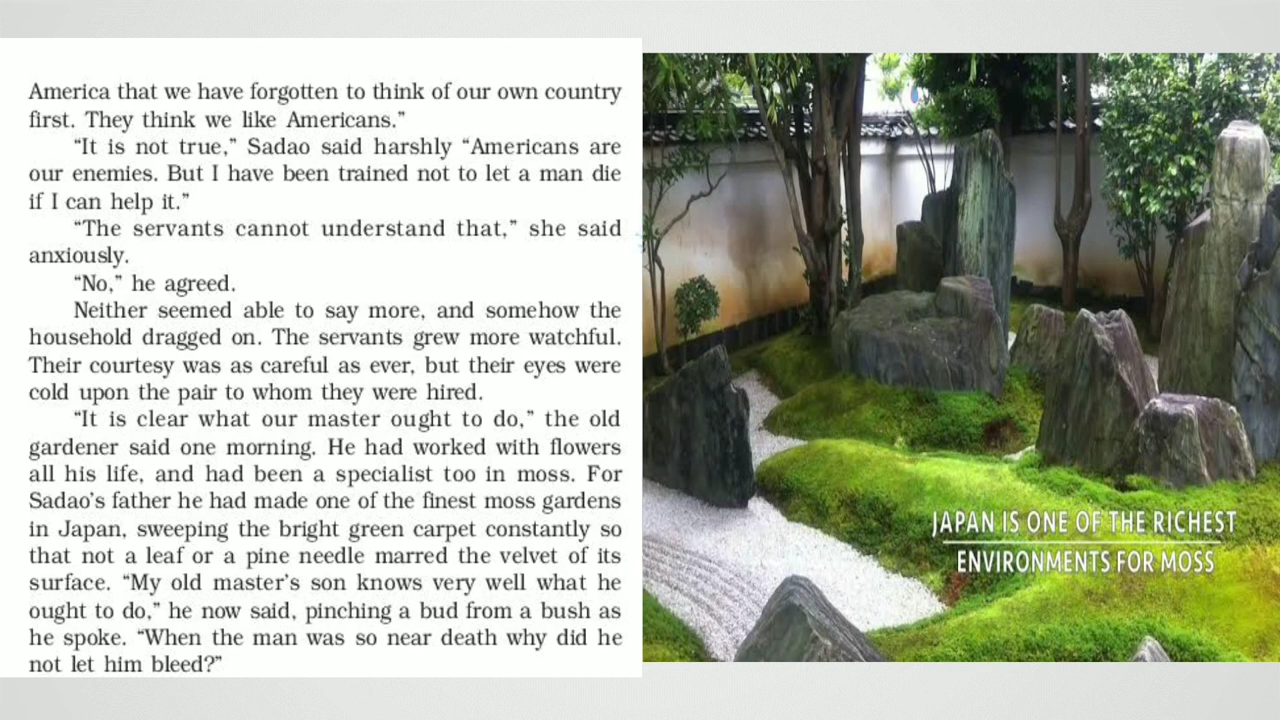 America that we have forgotten to think of our own country
first. They think we like Americans.”
“It is not true,” Sadao said harshly “Americans are
our enemies. But I have been trained not to let a man die
if I can help it.”
“The servants cannot understand that,” she said
anxiously.
“No,” he agreed.
Neither seemed able to say more, and somehow the
household dragged on. The servants grew more watchful.
Their courtesy was as careful as ever, but their eyes were
cold upon the pair to whom they were hired.
“It is clear what our master ought to do,” the old
gardener said one morning. He had worked with flowers
all his life, and had been a specialist too in moss. For
Sadao’s father he had made one of the finest moss gardens
in Japan, sweeping the bright green carpet constantly so
that not a leaf or a pine needle marred the velvet of its
surface. “My old master’s son knows very well what he
ought to do,” he now said, pinching a bud from a bush as
he spoke. “When the man was so near death why did he
not let him bleed?”
JAPAN IS ONE OF THE RICHEST
ENVIRONMENTS FOR MOSS